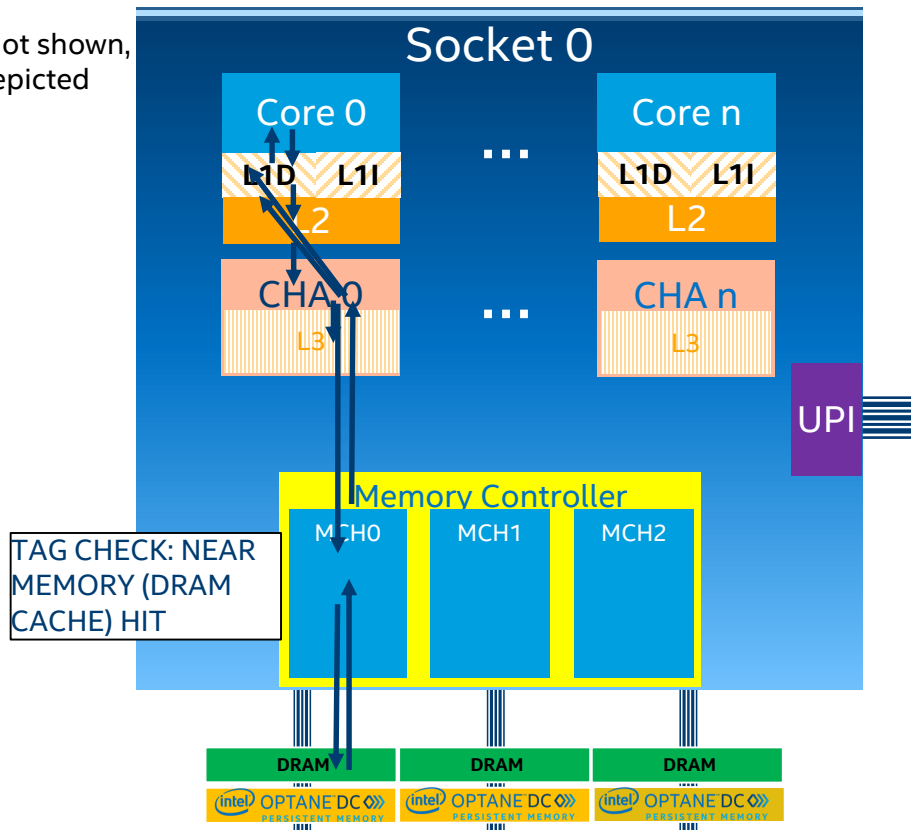 ot shown,
epicted
Socket 0
Core 0
Core n
...
L1D L1I
L1D L1I
L2
L2
CHA 0
CHA n
...
L3
L3
UPI
Memory Controller
MCH0
MCH1
MCH2
TAG CHECK: NEAR
MEMORY (DRAM
CACHE) HIT
DRAM
DRAM
DRAM
intel OPTANE DC
PERSISTENT MEMORY
intel OPTANE DC
PERSISTENT MEMORY
intel OPTANE DC
PERSISTENT MEMORY